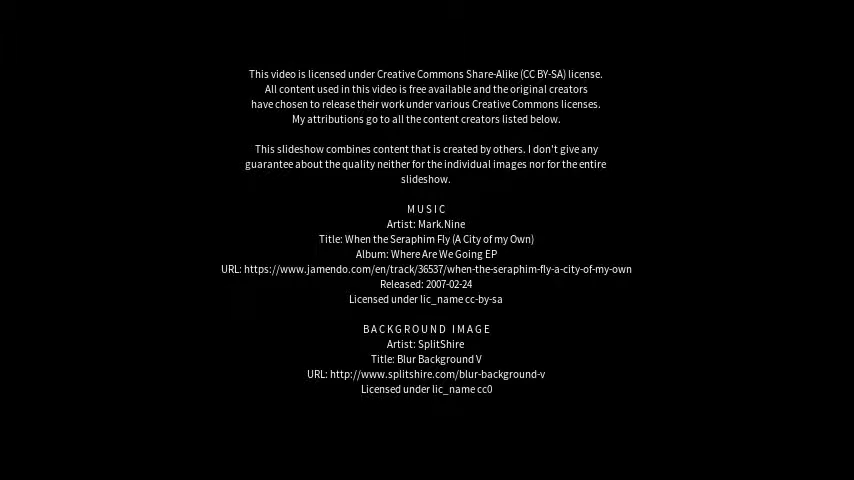 This video is licensed under Creative Commons Share-Alike (CC BY-SA) license.
All content used in this video is free available and the original creators
have chosen to release their work under various Creative Commons licenses.
My attributions go to all the content creators listed below.
This slideshow combines content that is created by others. I don't give any
guarantee about the quality neither for the individual images nor for the entire
slideshow.
MUSIC
Artist: Mark.Nine
Title: When the Seraphim Fly (A City of my Own)
Album: Where Are We Going EP
URL: https://www.jamendo.com/en/track/36537/when-the-seraphim-fly-a-city-of-my-own
Released: 2007-02-24
Licensed under lic_name cc-by-sa
BACKGROUND IMAGE
Artist: SplitShire
Title: Blur Background V
URL: http://www.splitshire.com/blur-background-v
Licensed under lic_name cc0